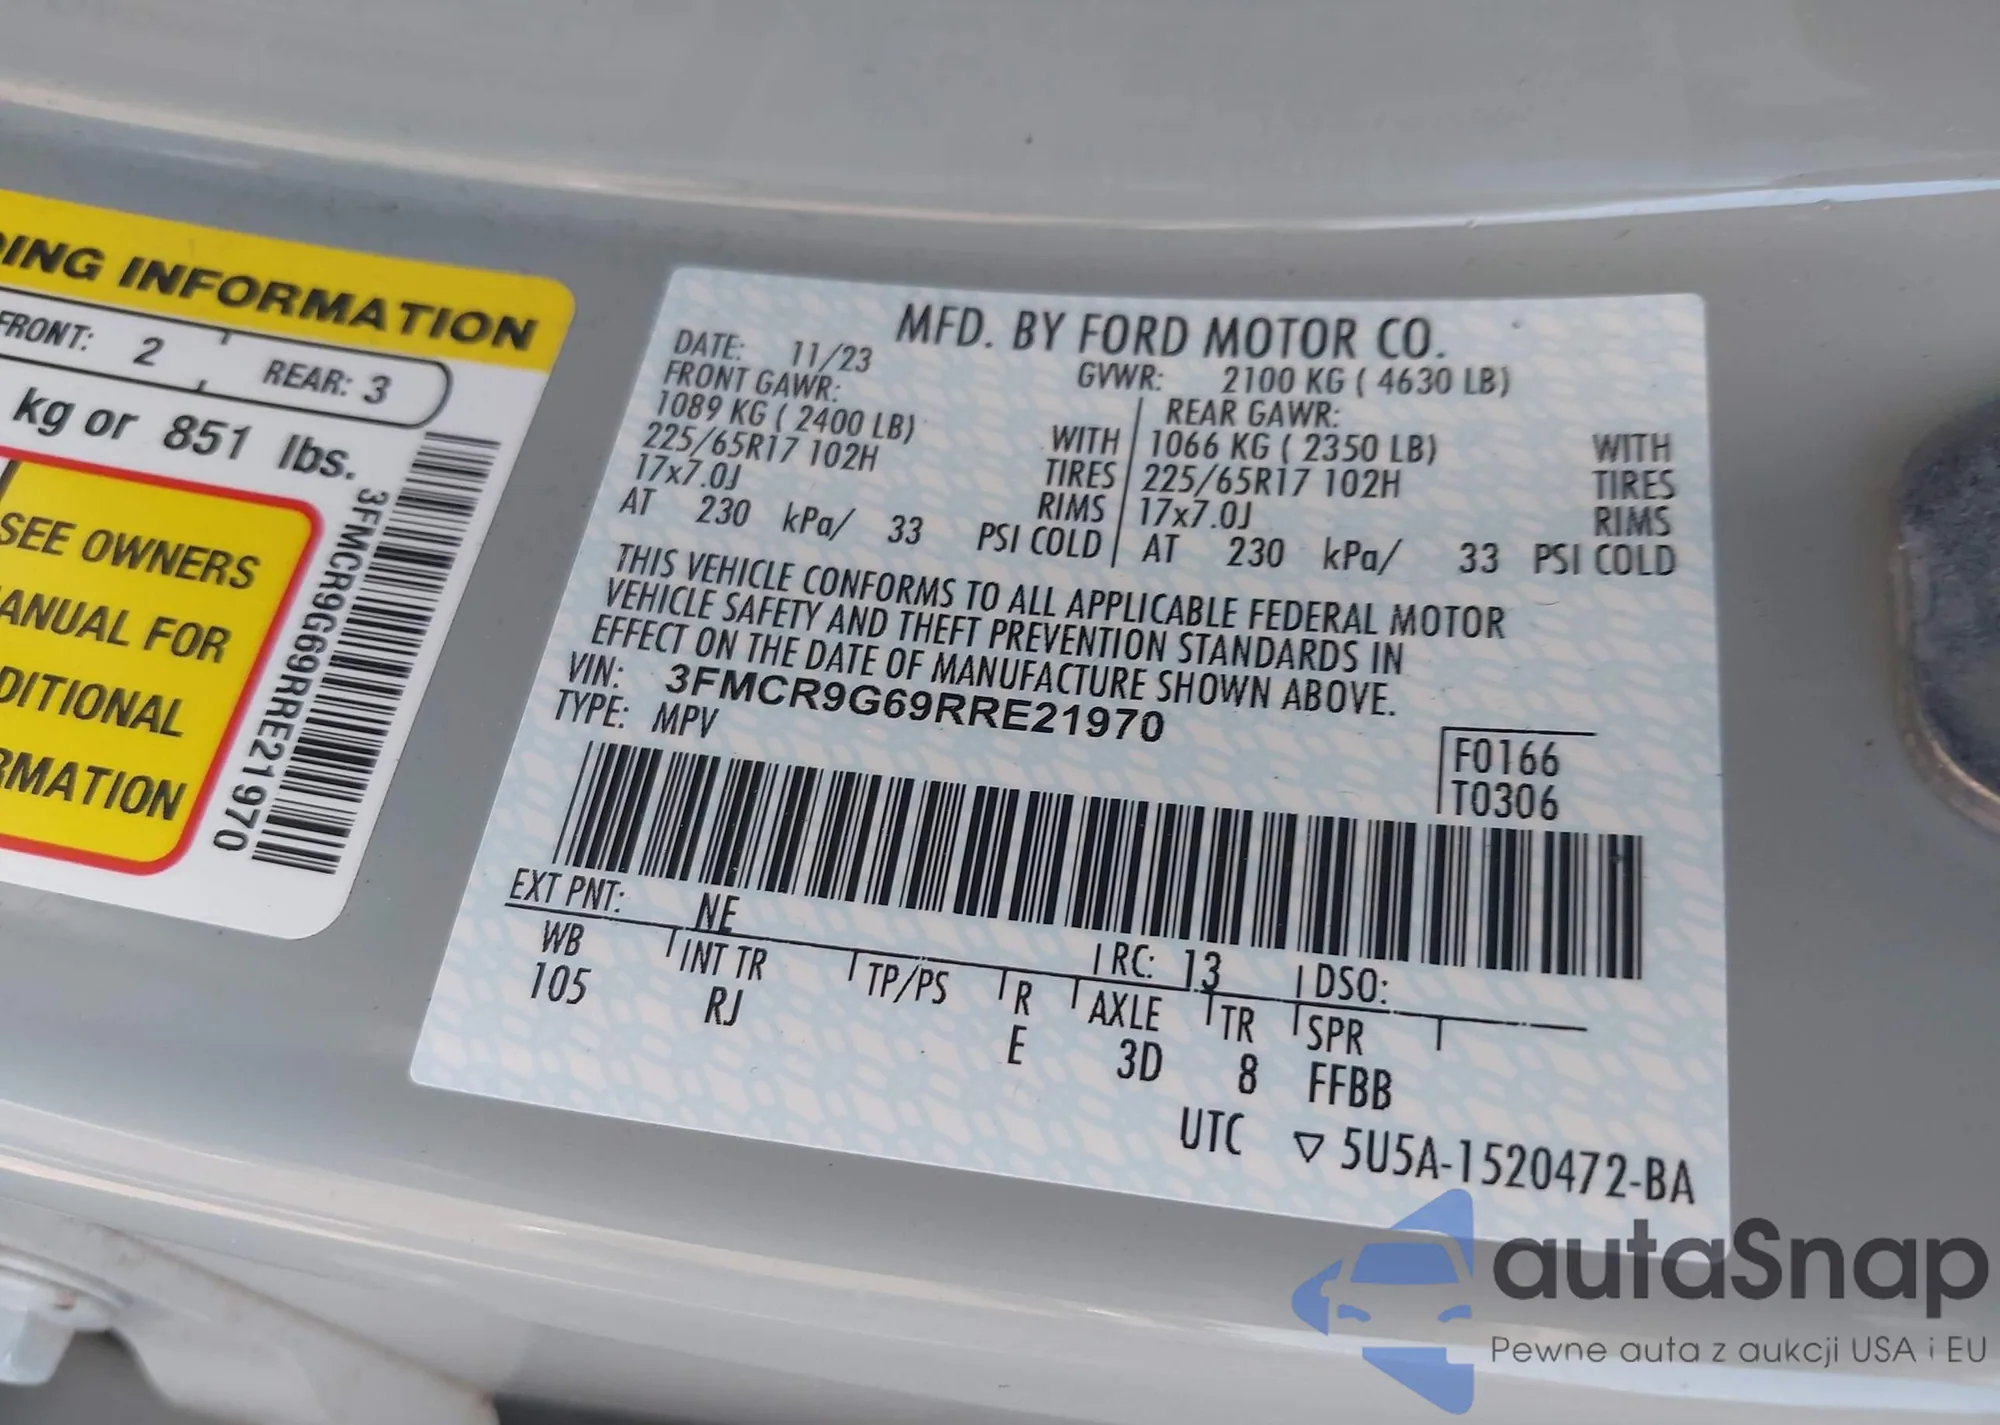 ING INFORMATION
FRONT: 2 REAR: 3
kg or 851 lbs.
SEE OWNERS
ANUAL FOR
DITIONAL
RMATION
3FMCR9G69RRE21970
MFD. BY FORD MOTOR CO.
DATE: 11/23 GVWR: 2100 KG ( 4630 LB)
FRONT GAWR: REAR GAWR:
1089 KG ( 2400 LB) WITH 1066 KG ( 2350 LB) WITH
225/65R17 102H TIRES 225/65R17 102H TIRES
17x7.0J RIMS 17x7.0J RIMS
AT 230 kPa/ 33 PSI COLD AT 230 kPa/ 33 PSI COLD
THIS VEHICLE CONFORMS TO ALL APPLICABLE FEDERAL MOTOR
VEHICLE SAFETY AND THEFT PREVENTION STANDARDS IN
EFFECT ON THE DATE OF MANUFACTURE SHOWN ABOVE.
VIN: 3FMCR9G69RRE21970
TYPE: MPV
F0166
T0306
EXT PNT: NE RC: 13 DSO:
WB INT TR TP/PS R AXLE TR SPR
105 RJ E 3D 8 FFBB
UTC ▽ 5U5A-1520472-BA
autaSnap
Pewne auta z aukcji USA i EU